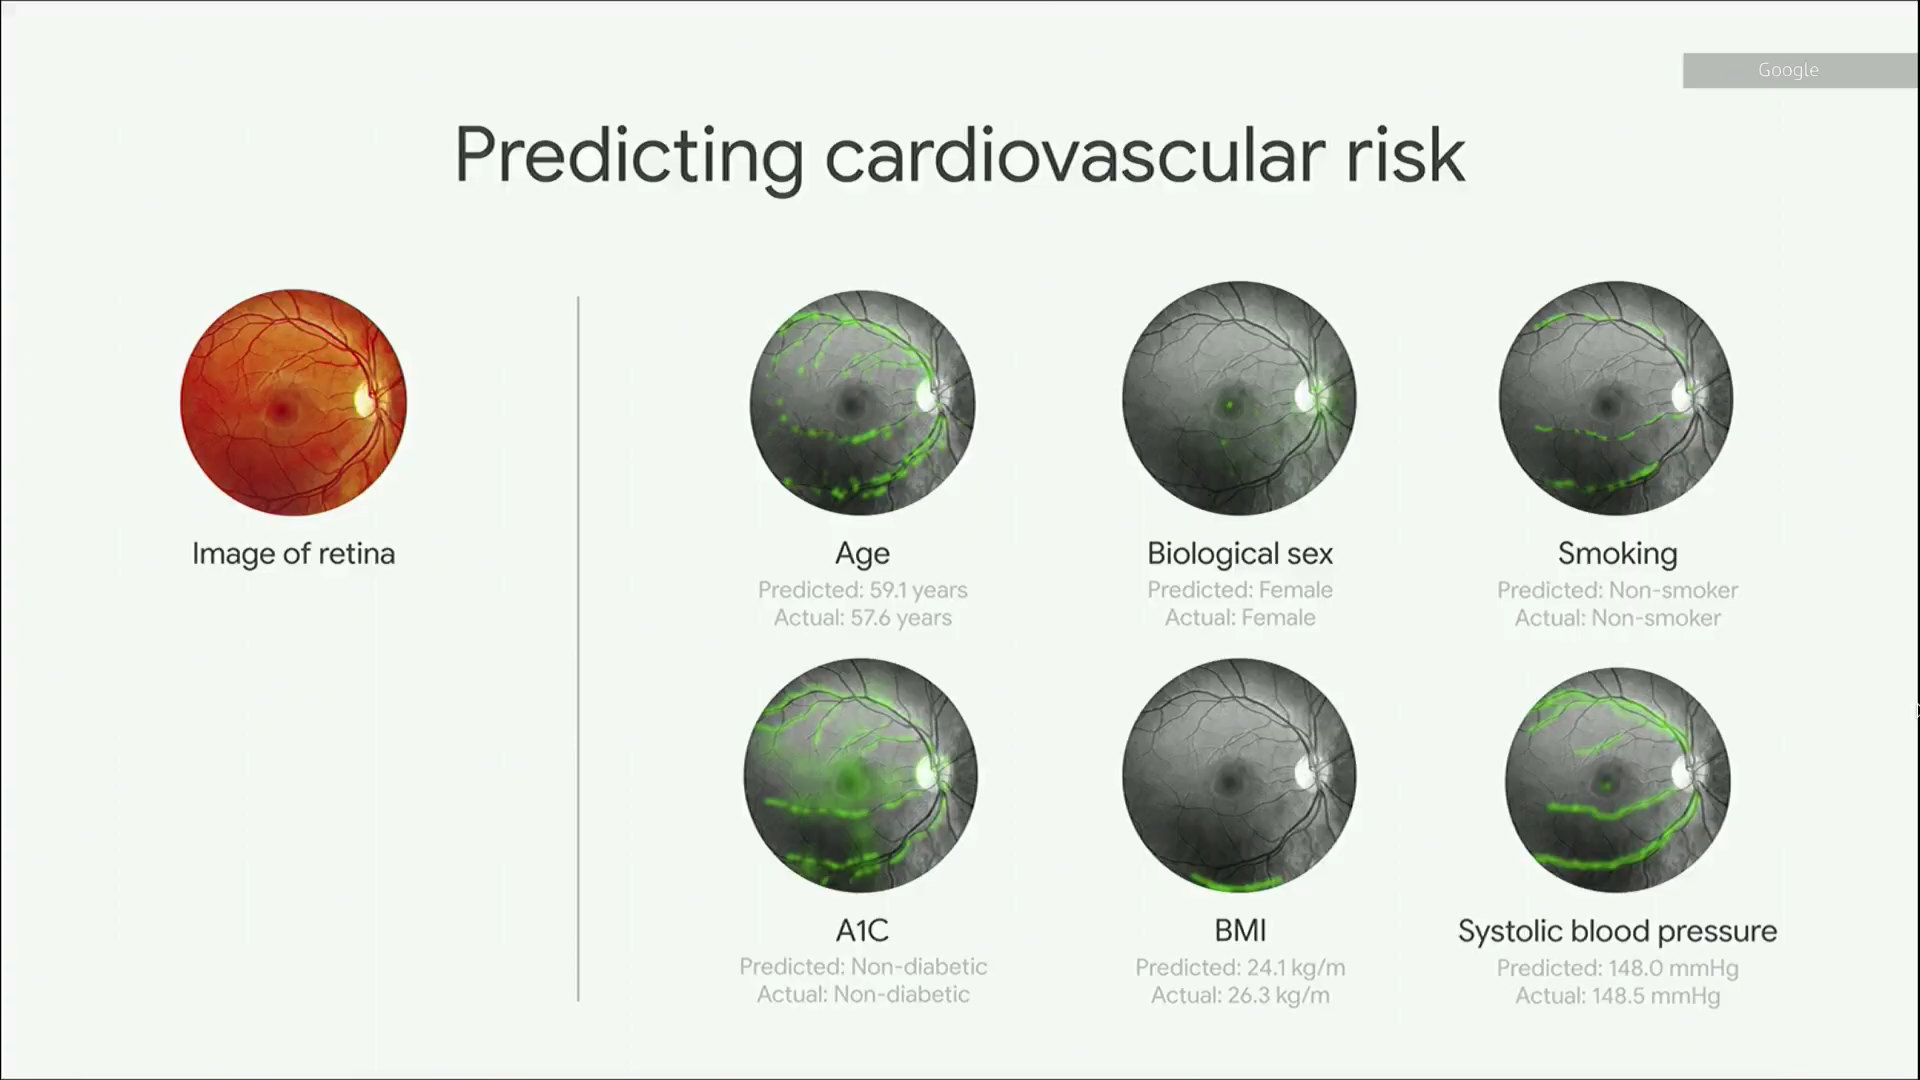 Google
Predicting cardiovascular risk
Image of retina
Age
Predicted: 59.1 years
Actual: 57.6 years
Biological sex
Predicted: Female
Actual: Female
Smoking
Predicted: Non-smoker
Actual: Non-smoker
A1C
Predicted: Non-diabetic
Actual: Non-diabetic
BMI
Predicted: 24.1 kg/m
Actual: 26.3 kg/m
Systolic blood pressure
Predicted: 148.0 mmHg
Actual: 148.5 mmHg